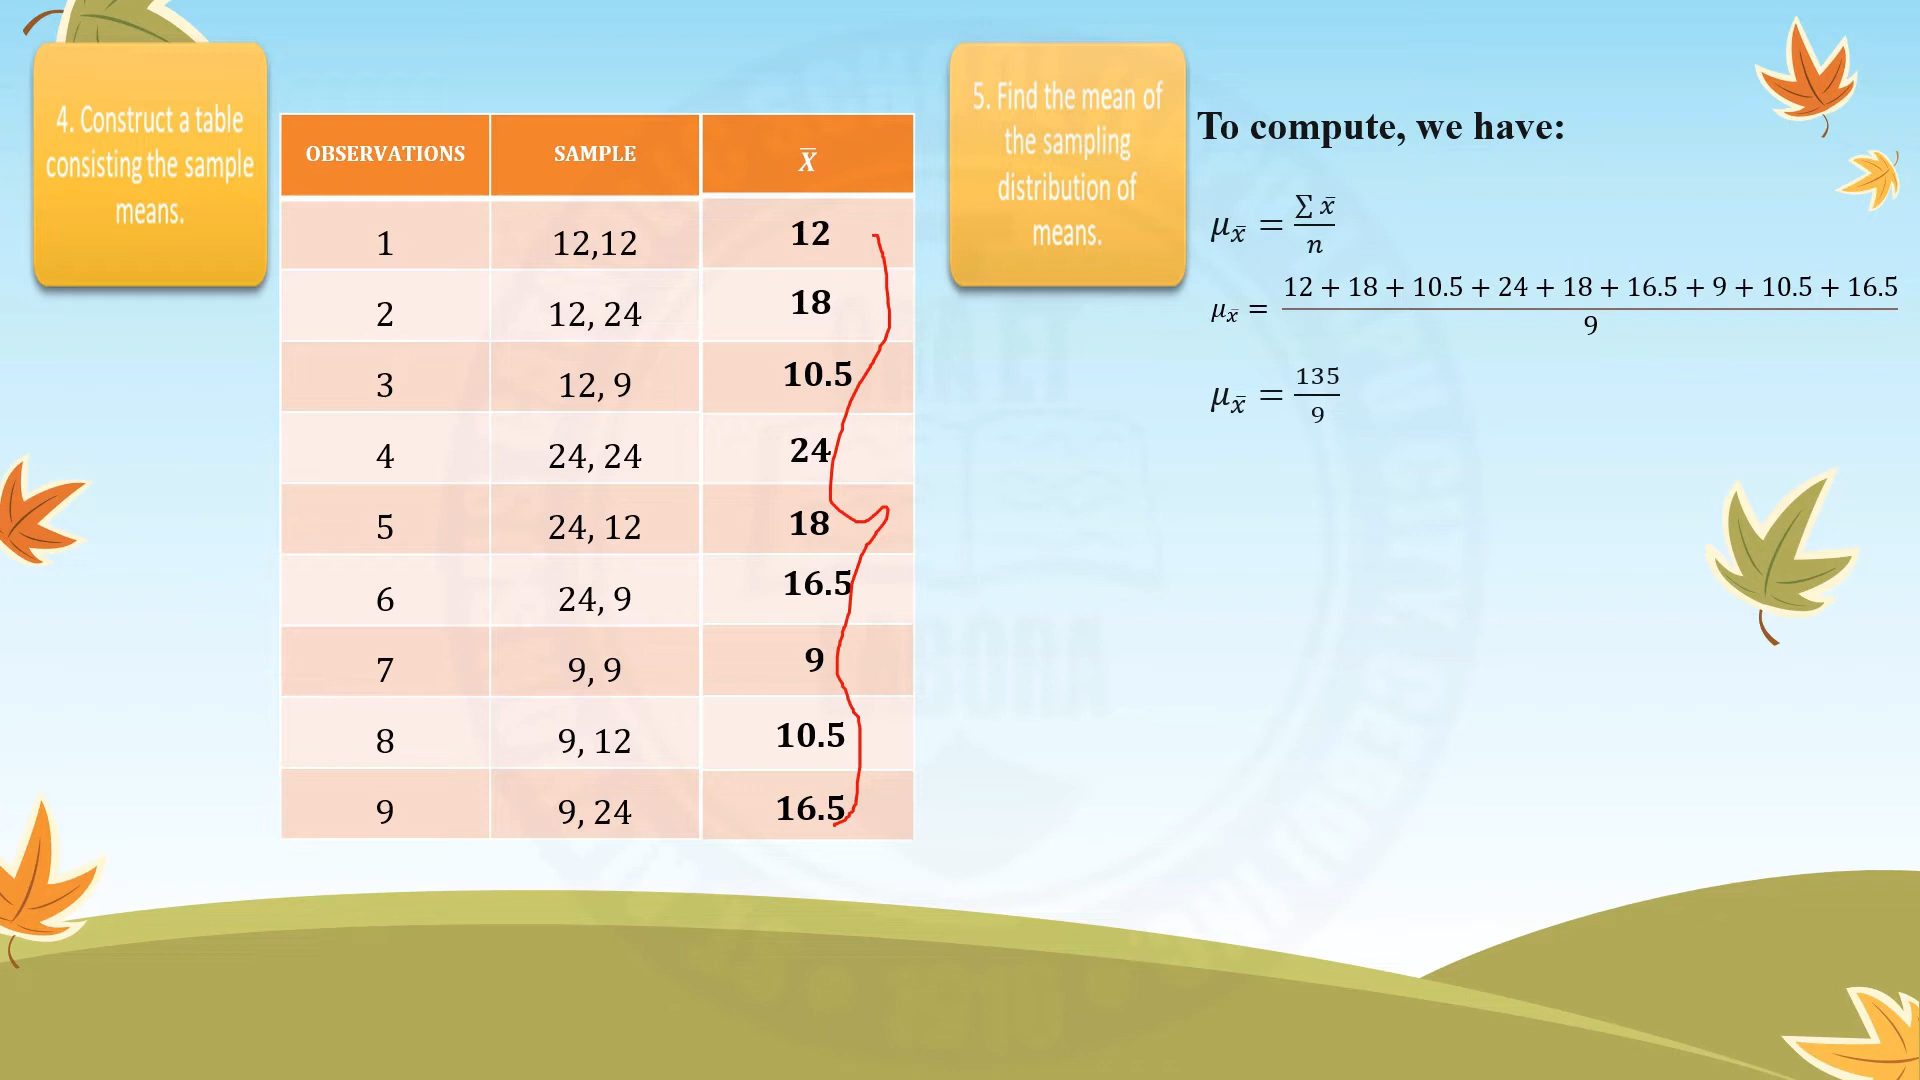 4. Construct a table
consisting the sample
means.
OBSERVATIONS SAMPLE X̄
1 12,12 12
2 12, 24 18
3 12, 9 10.5
4 24, 24 24
5 24, 12 18
6 24, 9 16.5
7 9, 9 9
8 9, 12 10.5
9 9, 24 16.5
5. Find the mean of
the sampling
distribution of
means.
To compute, we have:
μx̄ = ∑ x̄ / n
μx̄ = 12 + 18 + 10.5 + 24 + 18 + 16.5 + 9 + 10.5 + 16.5 / 9
μx̄ = 135 / 9